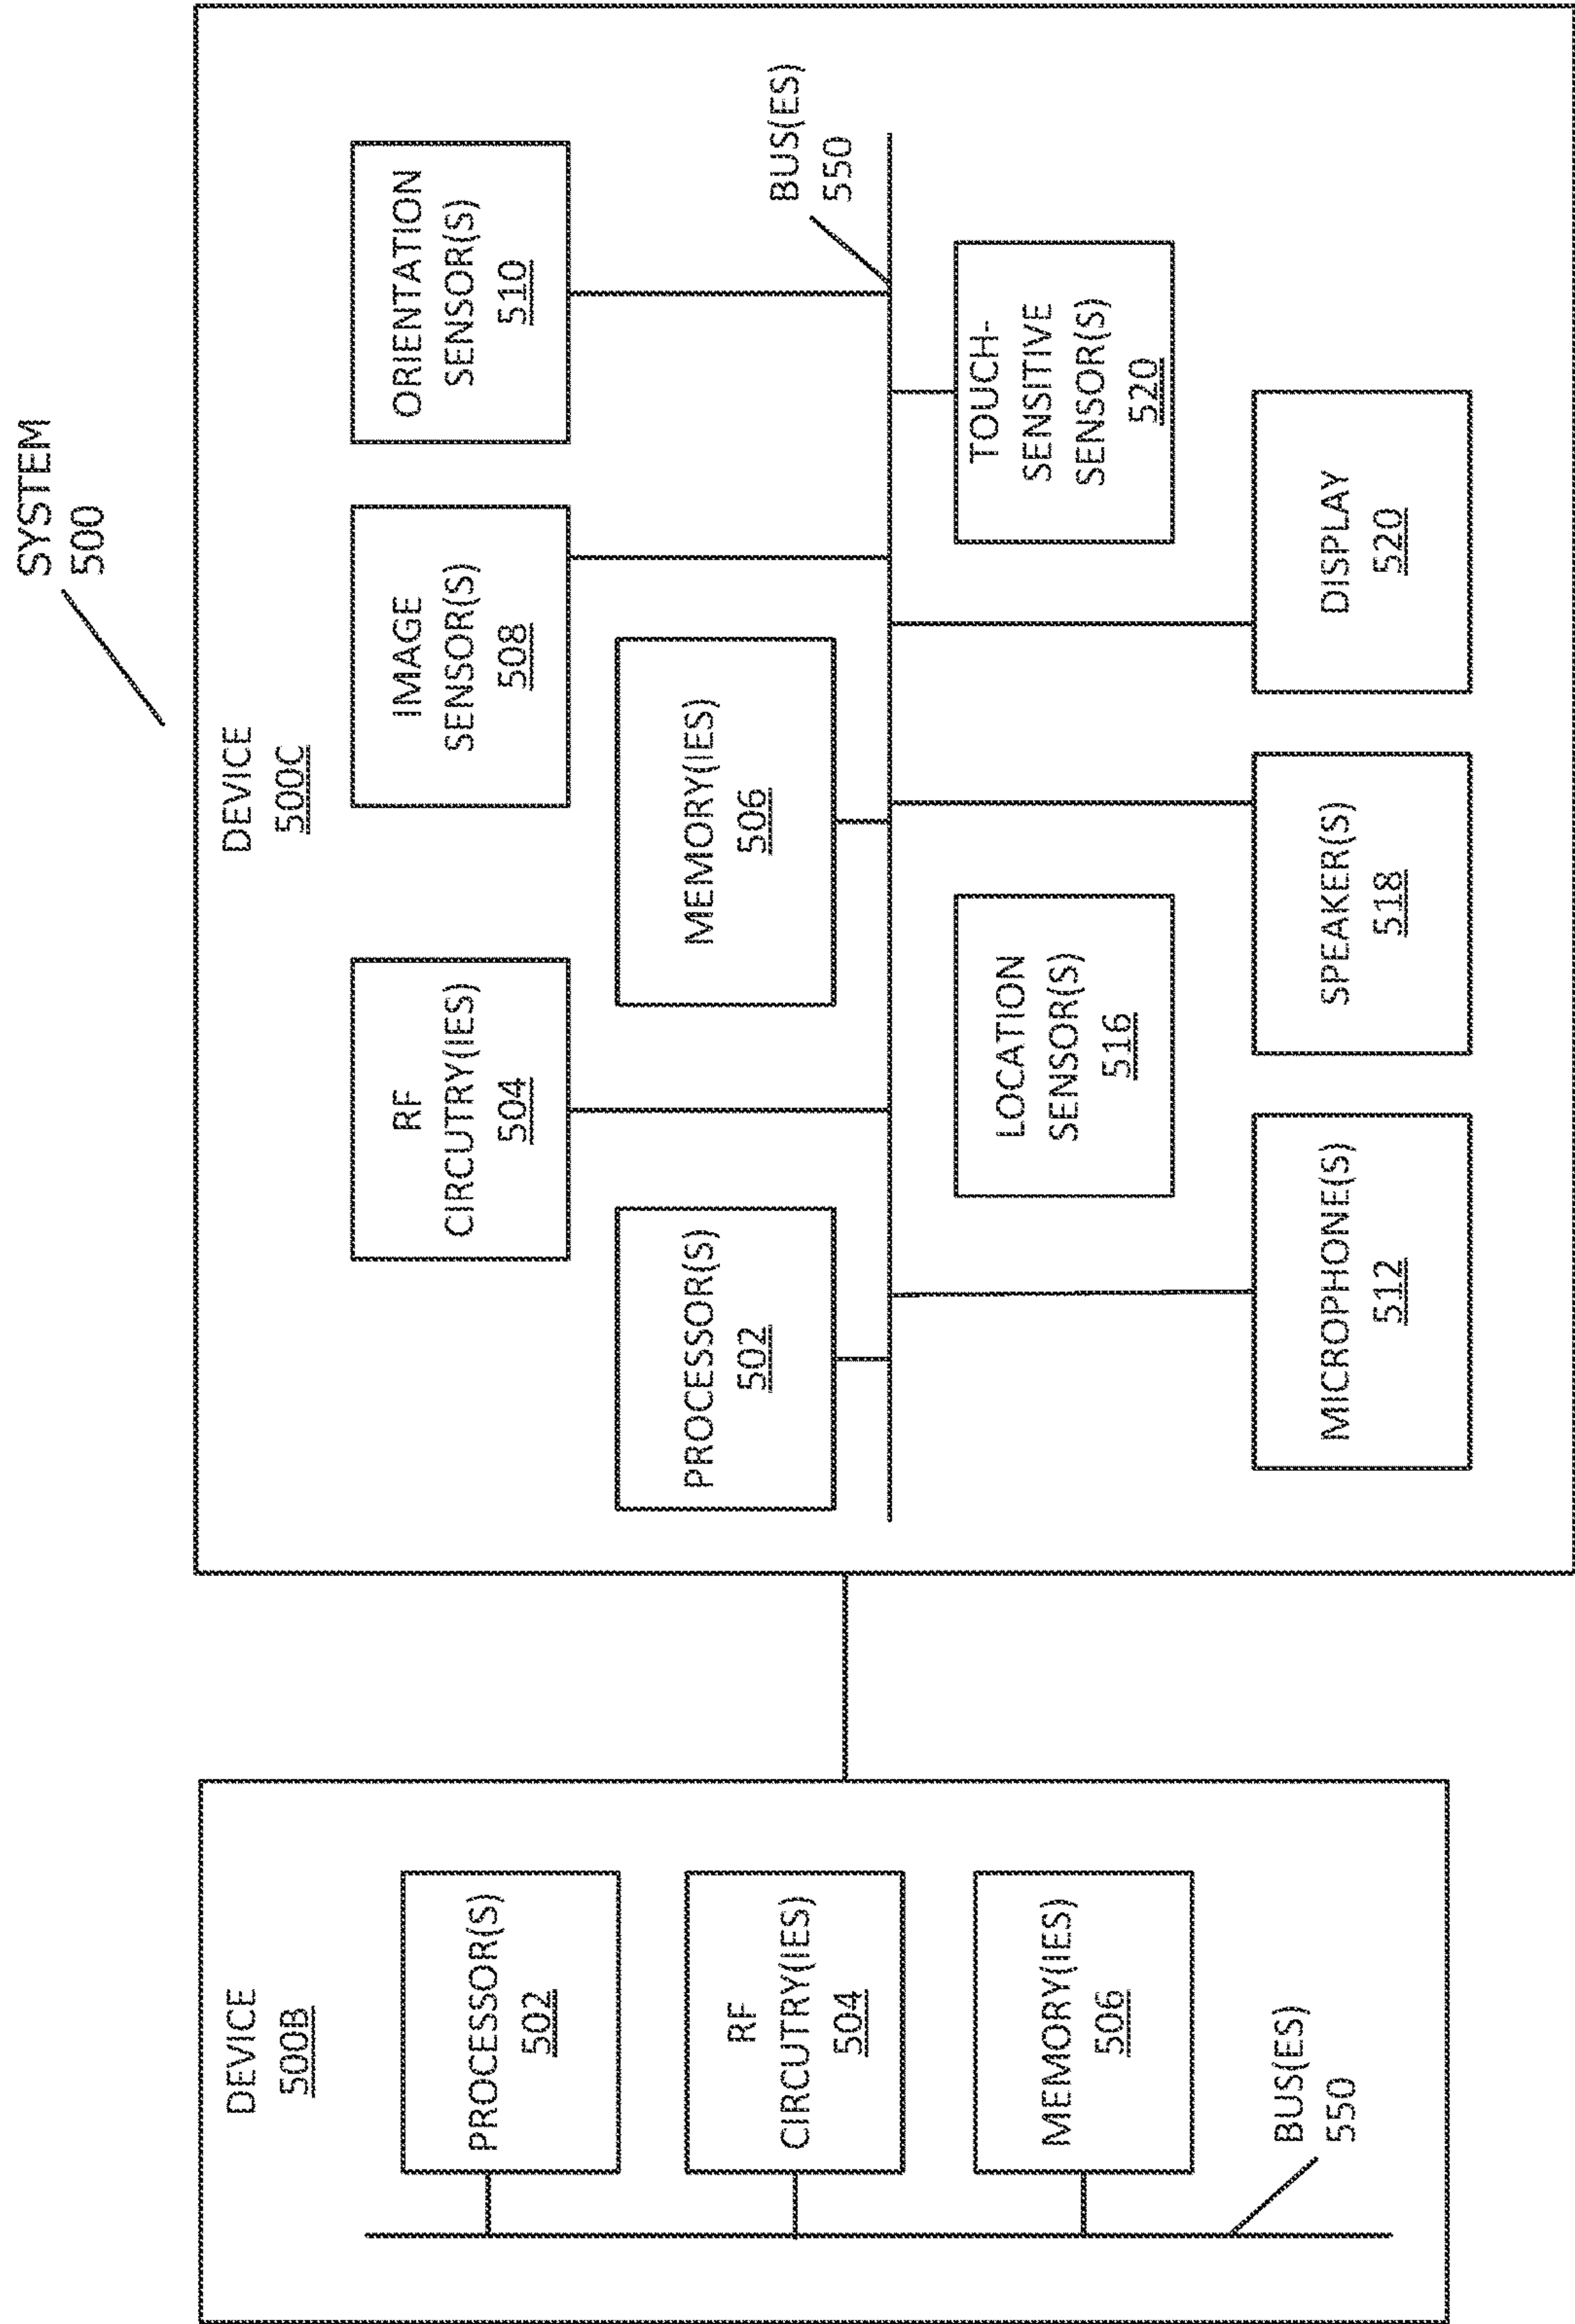 SYSTEM
500
DEVICE
500B
PROCESSOR(S)
502
RF
CIRCUTRY(IES)
504
MEMORY(IES)
506
BUS(ES)
550
DEVICE
500C
RF
CIRCUTRY(IES)
504
IMAGE
SENSOR(S)
508
ORIENTATION
SENSOR(S)
510
PROCESSOR(S)
502
MEMORY(IES)
506
BUS(ES)
550
LOCATION
SENSOR(S)
516
TOUCH-
SENSITIVE
SENSOR(S)
520
MICROPHONE(S)
512
SPEAKER(S)
518
DISPLAY
520